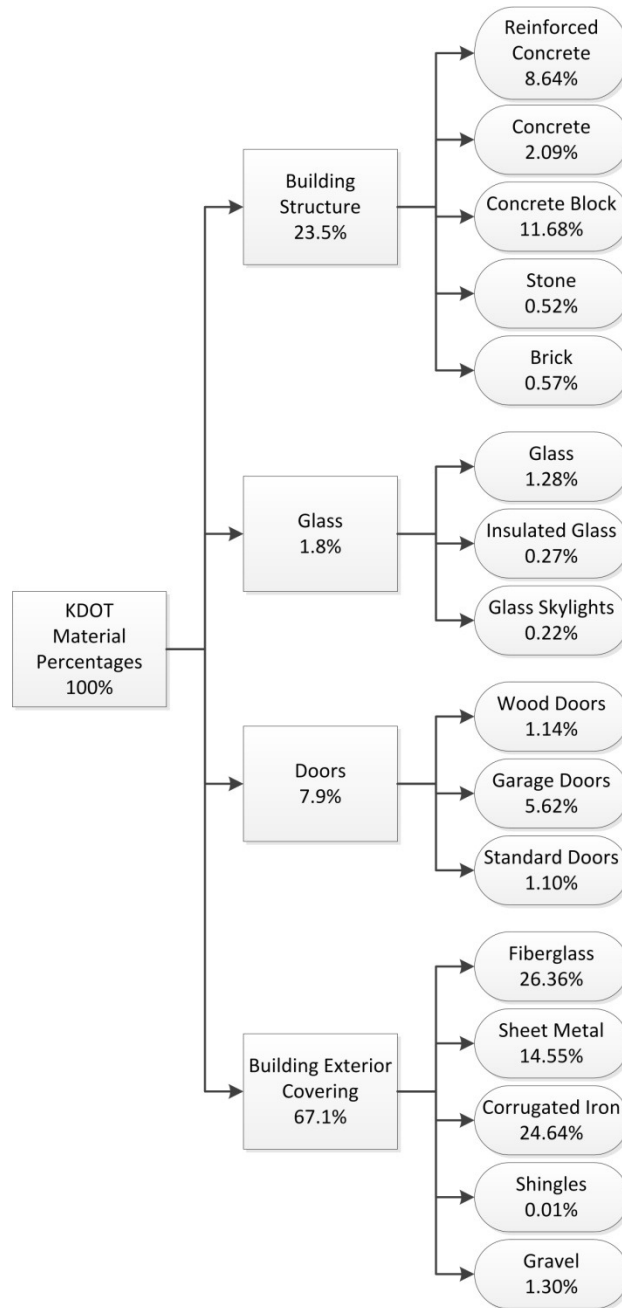 KDOT
Material
Percentages
100%
Building
Structure
23.5%
Reinforced
Concrete
8.64%
Concrete
2.09%
Concrete Block
11.68%
Stone
0.52%
Brick
0.57%
Glass
1.8%
Glass
1.28%
Insulated Glass
0.27%
Glass Skylights
0.22%
Doors
7.9%
Wood Doors
1.14%
Garage Doors
5.62%
Standard Doors
1.10%
Building Exterior
Covering
67.1%
Fiberglass
26.36%
Sheet Metal
14.55%
Corrugated Iron
24.64%
Shingles
0.01%
Gravel
1.30%